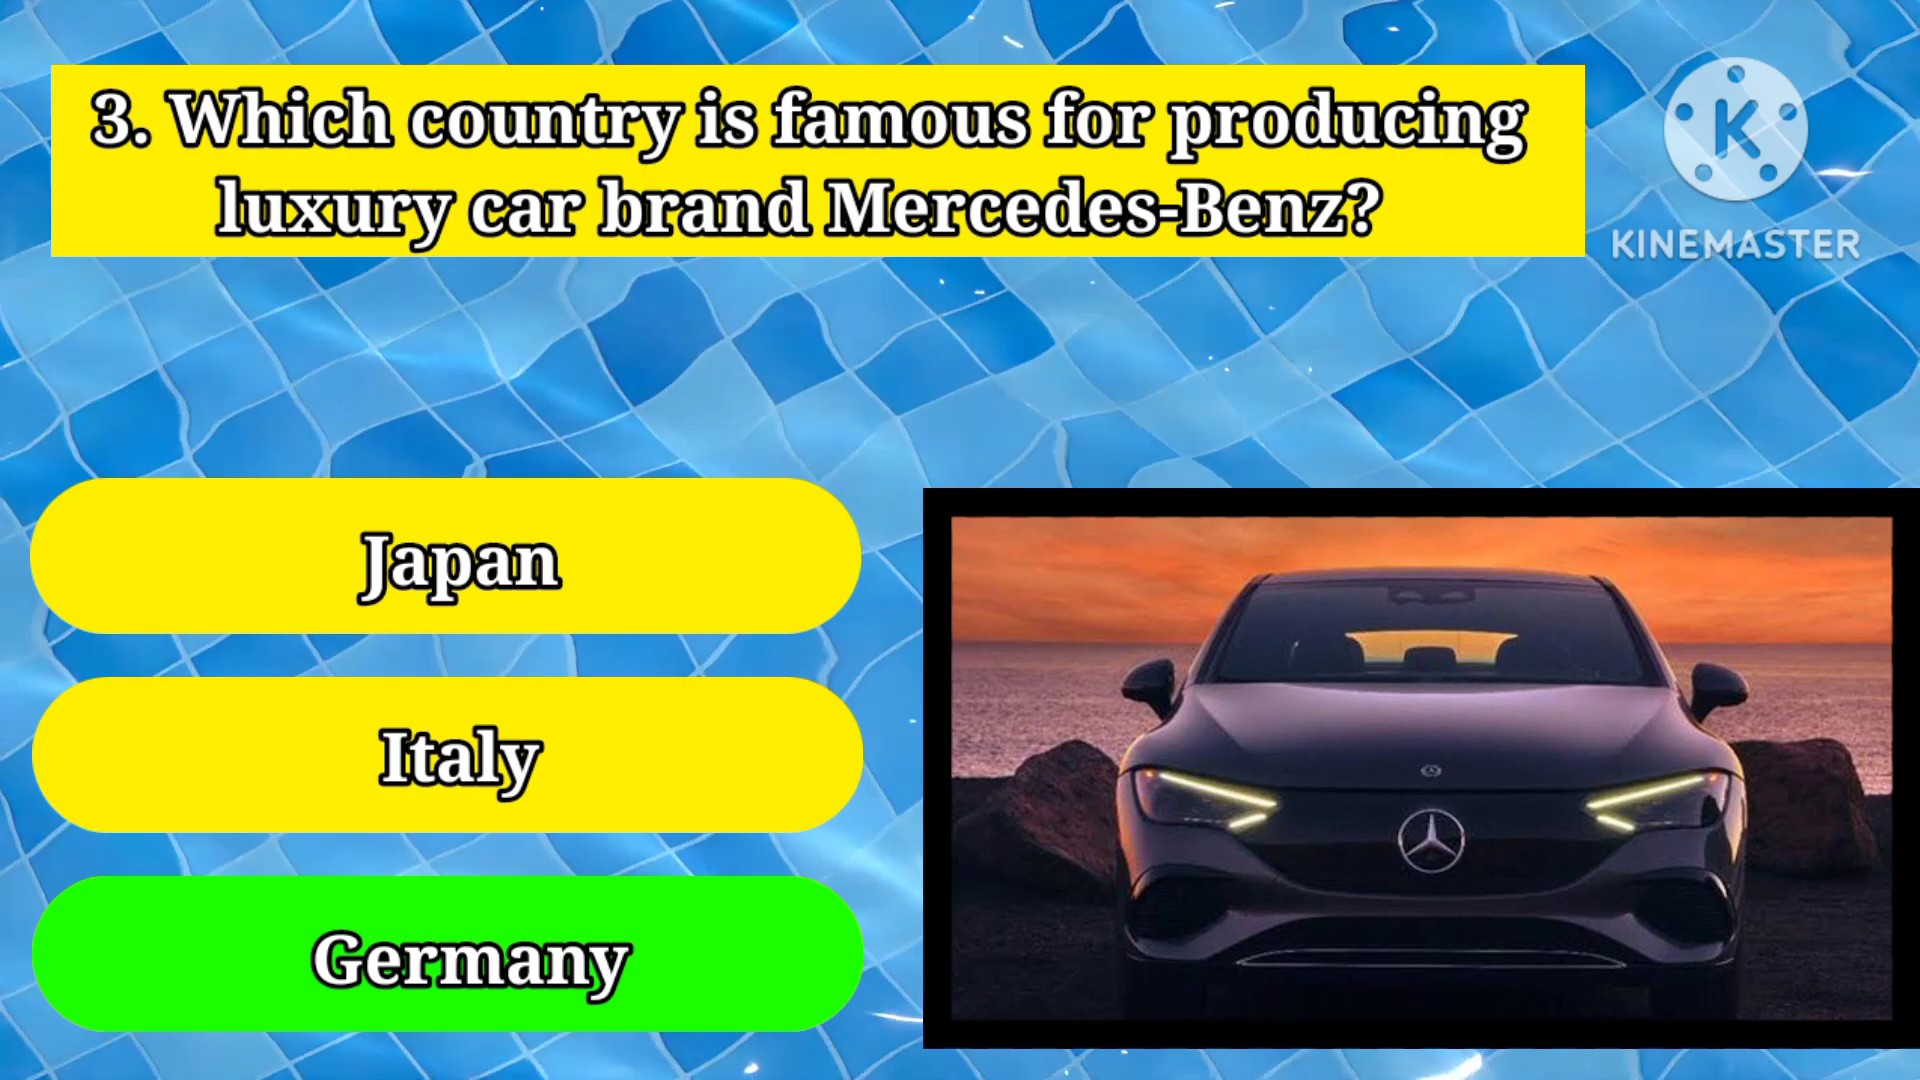 3. Which country is famous for producing
luxury car brand Mercedes-Benz?
K
KINEMASTER
Japan
Italy
Germany